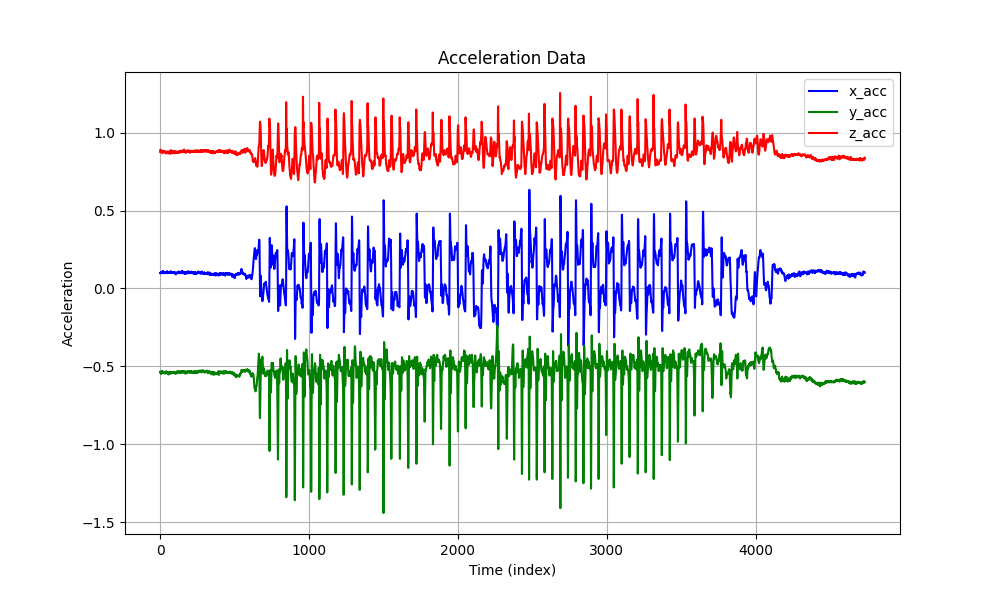 Acceleration Data
x_acc
y_acc
z_acc
1.0
0.5
0.0
−0.5
−1.0
−1.5
Acceleration
0 1000 2000 3000 4000
Time (index)